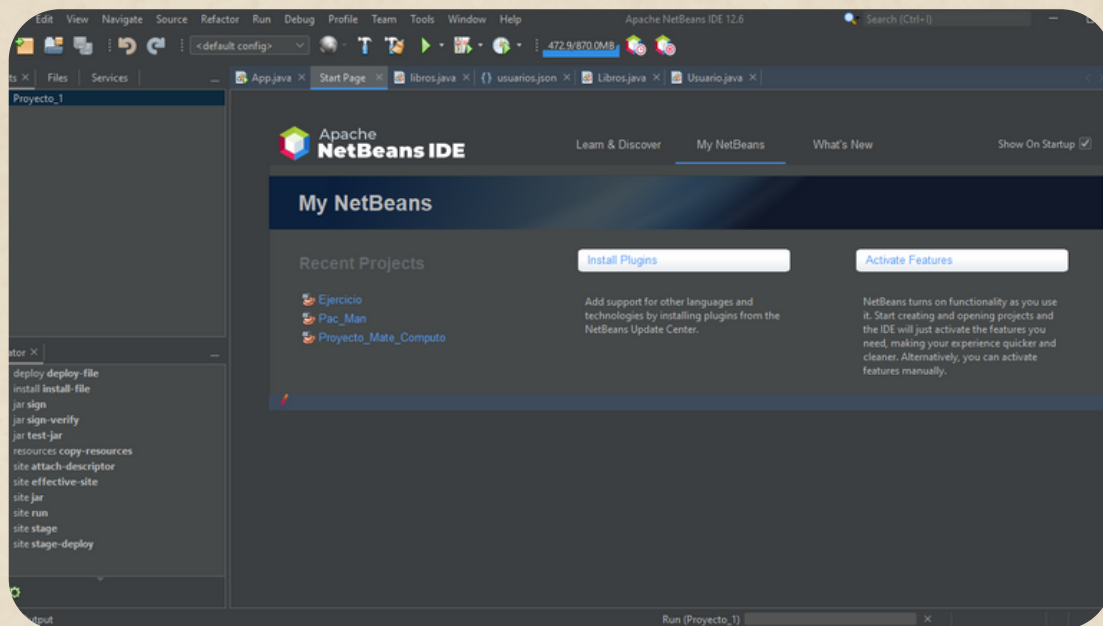 Edit View Navigate Source Refactor Run Debug Profile Team Tools Window Help Apache NetBeans IDE 12.6 Search (Ctrl+I)
<default config> 472.9/870.0MB
Files Services App.java Start Page libros.java usuarios.json Libros.java Usuario.java
Proyecto_1
Apache
NetBeans IDE
Learn & Discover My NetBeans What's New Show On Startup
My NetBeans
Recent Projects
Ejercicio
Pac_Man
Proyecto_Mate_Computo
Install Plugins
Add support for other languages and
technologies by installing plugins from the
NetBeans Update Center.
Activate Features
NetBeans turns on functionality as you use
it. Start creating and opening projects and
the IDE will just activate the features you
need, making your experience quicker and
cleaner. Alternatively, you can activate
features manually.
deploy deploy-file
install install-file
jar sign
jar sign-verify
jar test-jar
resources copy-resources
site attach-descriptor
site effective-site
site jar
site run
site stage
site stage-deploy
Run (Proyecto_1)